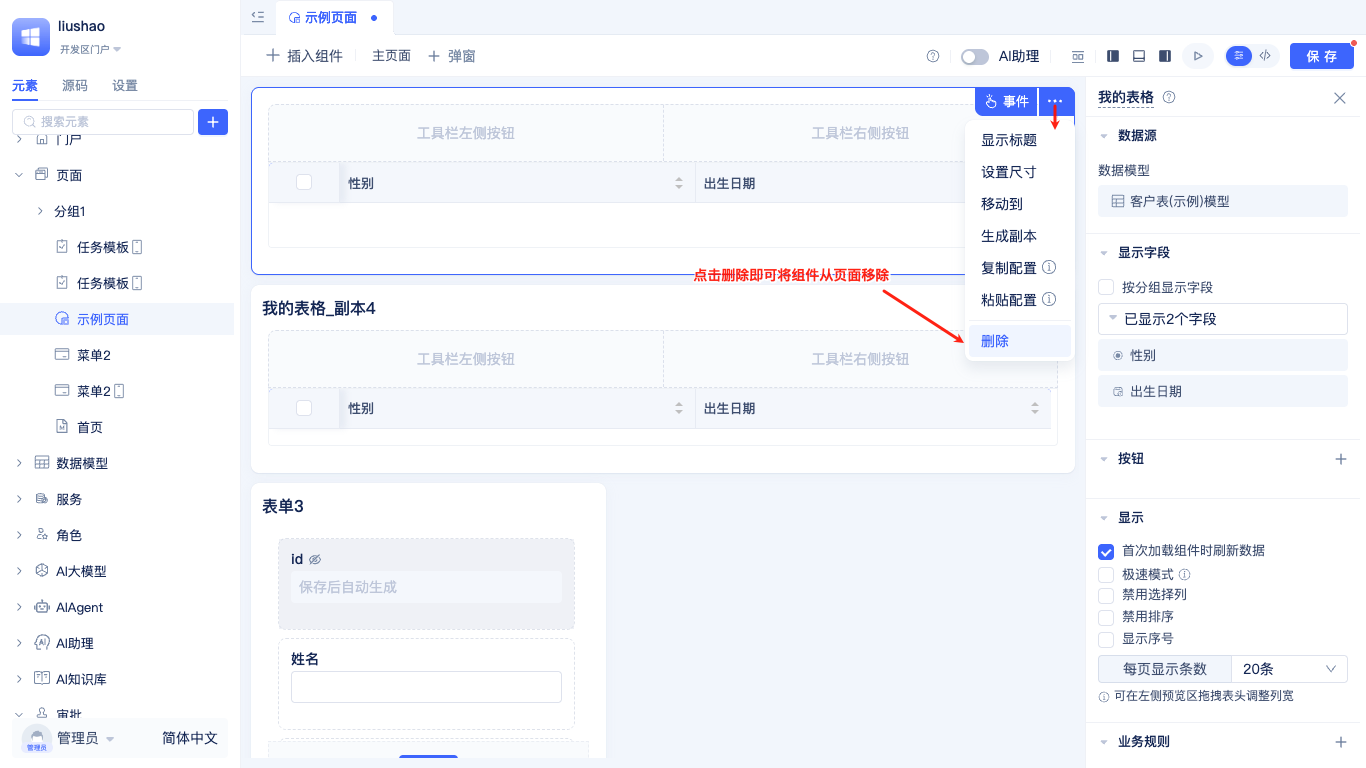 liushao
开发区门户
元素
源码
设置
搜索元素
门户
页面
分组1
任务模板
任务模板
示例页面
菜单2
菜单2
首页
数据模型
服务
角色
AI大模型
AIAgent
AI助理
AI知识库
审批
管理员
管理员
简体中文
示例页面
插入组件
主页面
弹窗
AI助理
保存
事件
工具栏左侧按钮
工具栏右侧按钮
性别
出生日期
显示标题
设置尺寸
移动到
生成副本
复制配置
粘贴配置
删除
点击删除即可将组件从页面移除
我的表格_副本4
工具栏左侧按钮
工具栏右侧按钮
性别
出生日期
表单3
id
保存后自动生成
姓名
我的表格
数据源
数据模型
客户表(示例)模型
显示字段
按分组显示字段
已显示2个字段
性别
出生日期
按钮
显示
首次加载组件时刷新数据
极速模式
禁用选择列
禁用排序
显示序号
每页显示条数
20条
可在左侧预览区拖拽表头调整列宽
业务规则